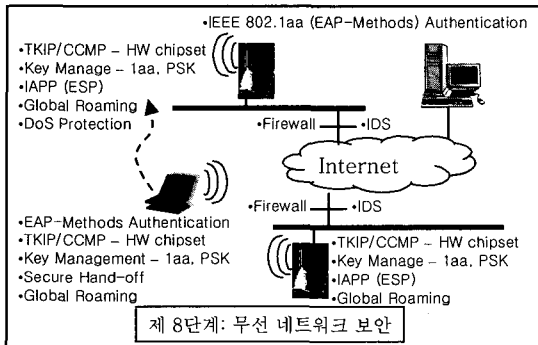 •IEEE 802.1aa (EAP-Methods) Authentication
•TKIP/CCMP - HW chipset
•Key Manage - 1aa, PSK
•IAPP (ESP)
•Global Roaming
•DoS Protection
•Firewall
•IDS
Internet
•Firewall
•IDS
•EAP-Methods Authentication
•TKIP/CCMP - HW chipset
•Key Management - 1aa, PSK
•Secure Hand-off
•Global Roaming
•TKIP/CCMP - HW chipset
•Key Manage - 1aa, PSK
•IAPP (ESP)
•Global Roaming
제 8단계: 무선 네트워크 보안